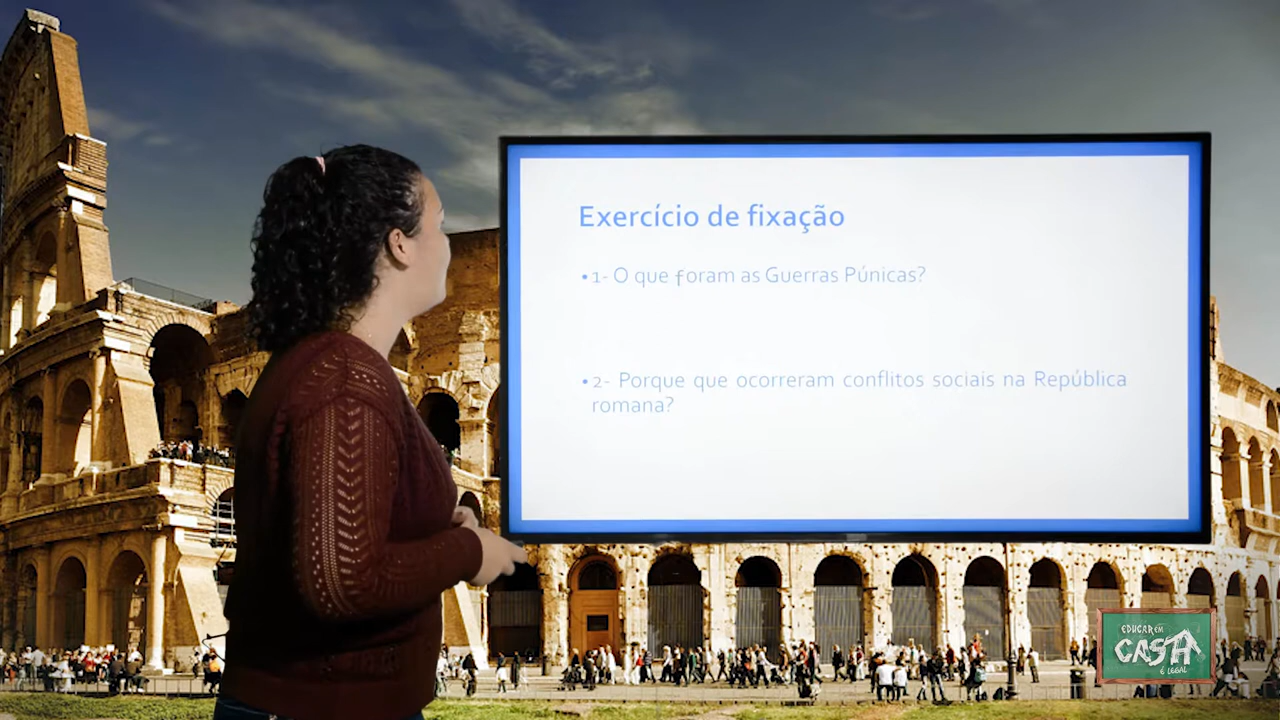 Exercício de fixação
• 1- O que foram as Guerras Púnicas?
• 2- Porque que ocorreram conflitos sociais na República
romana?
EDUCAR EM
CASA
É LEGAL